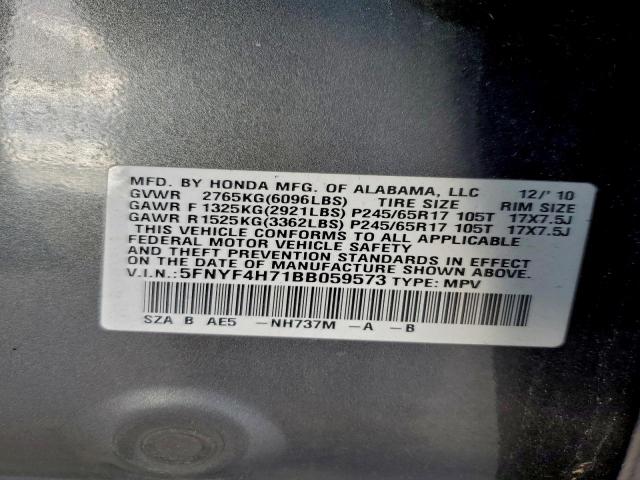 MFD. BY HONDA MFG. OF ALABAMA, LLC 12/'10
GVWR 2765KG(6096LBS) TIRE SIZE RIM SIZE
GAWR F 1325KG(2921LBS) P245/65R17 105T 17X7.5J
GAWR R 1525KG(3362LBS) P245/65R17 105T 17X7.5J
THIS VEHICLE CONFORMS TO ALL APPLICABLE
FEDERAL MOTOR VEHICLE SAFETY
AND THEFT PREVENTION STANDARDS IN EFFECT ON
THE DATE OF MANUFACTURE SHOWN ABOVE.
V.I.N.: 5FNYF4H71BB059573 TYPE: MPV
SZA B AE5 -NH737M -A -B